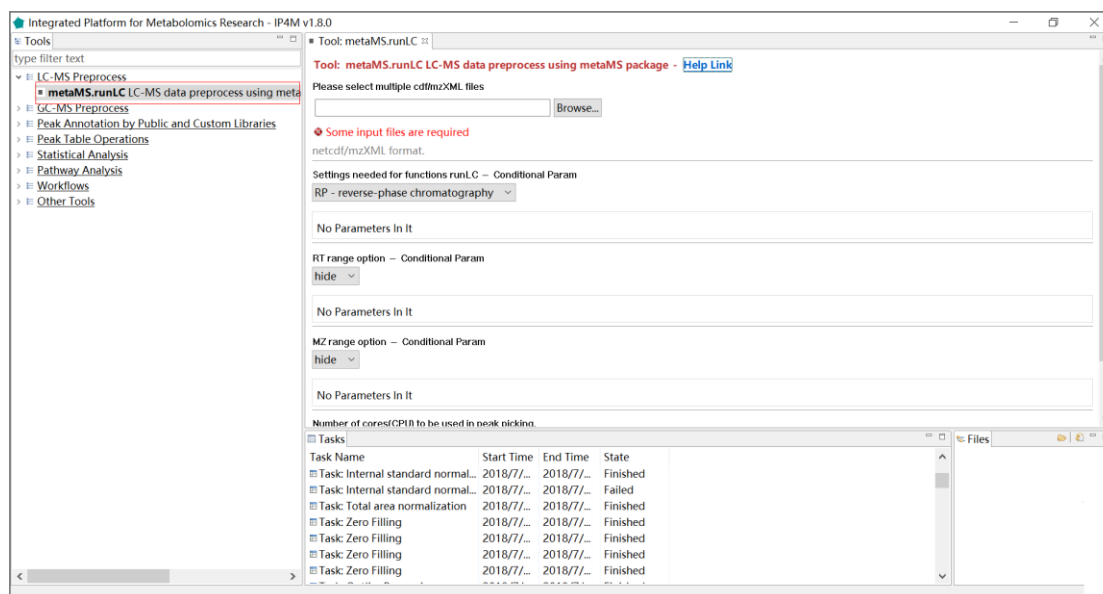 Integrated Platform for Metabolomics Research - IP4M v1.8.0
Tools
type filter text
LC-MS Preprocess
metaMS.runLC LC-MS data preprocess using meta
GC-MS Preprocess
Peak Annotation by Public and Custom Libraries
Peak Table Operations
Statistical Analysis
Pathway Analysis
Workflows
Other Tools
Tool: metaMS.runLC
Tool: metaMS.runLC LC-MS data preprocess using metaMS package - Help Link
Please select multiple cdf/mzXML files
Browse...
Some input files are required
netcdf/mzXML format.
Settings needed for functions runLC – Conditional Param
RP - reverse-phase chromatography
No Parameters In It
RT range option – Conditional Param
hide
No Parameters In It
MZ range option – Conditional Param
hide
No Parameters In It
Number of cores(CPU) to be used in peak picking.
Tasks
Task Name Start Time End Time State
Task: Internal standard normal... 2018/7/... 2018/7/... Finished
Task: Internal standard normal... 2018/7/... 2018/7/... Failed
Task: Total area normalization 2018/7/... 2018/7/... Finished
Task: Zero Filling 2018/7/... 2018/7/... Finished
Task: Zero Filling 2018/7/... 2018/7/... Finished
Task: Zero Filling 2018/7/... 2018/7/... Finished
Task: Zero Filling 2018/7/... 2018/7/... Finished
Files